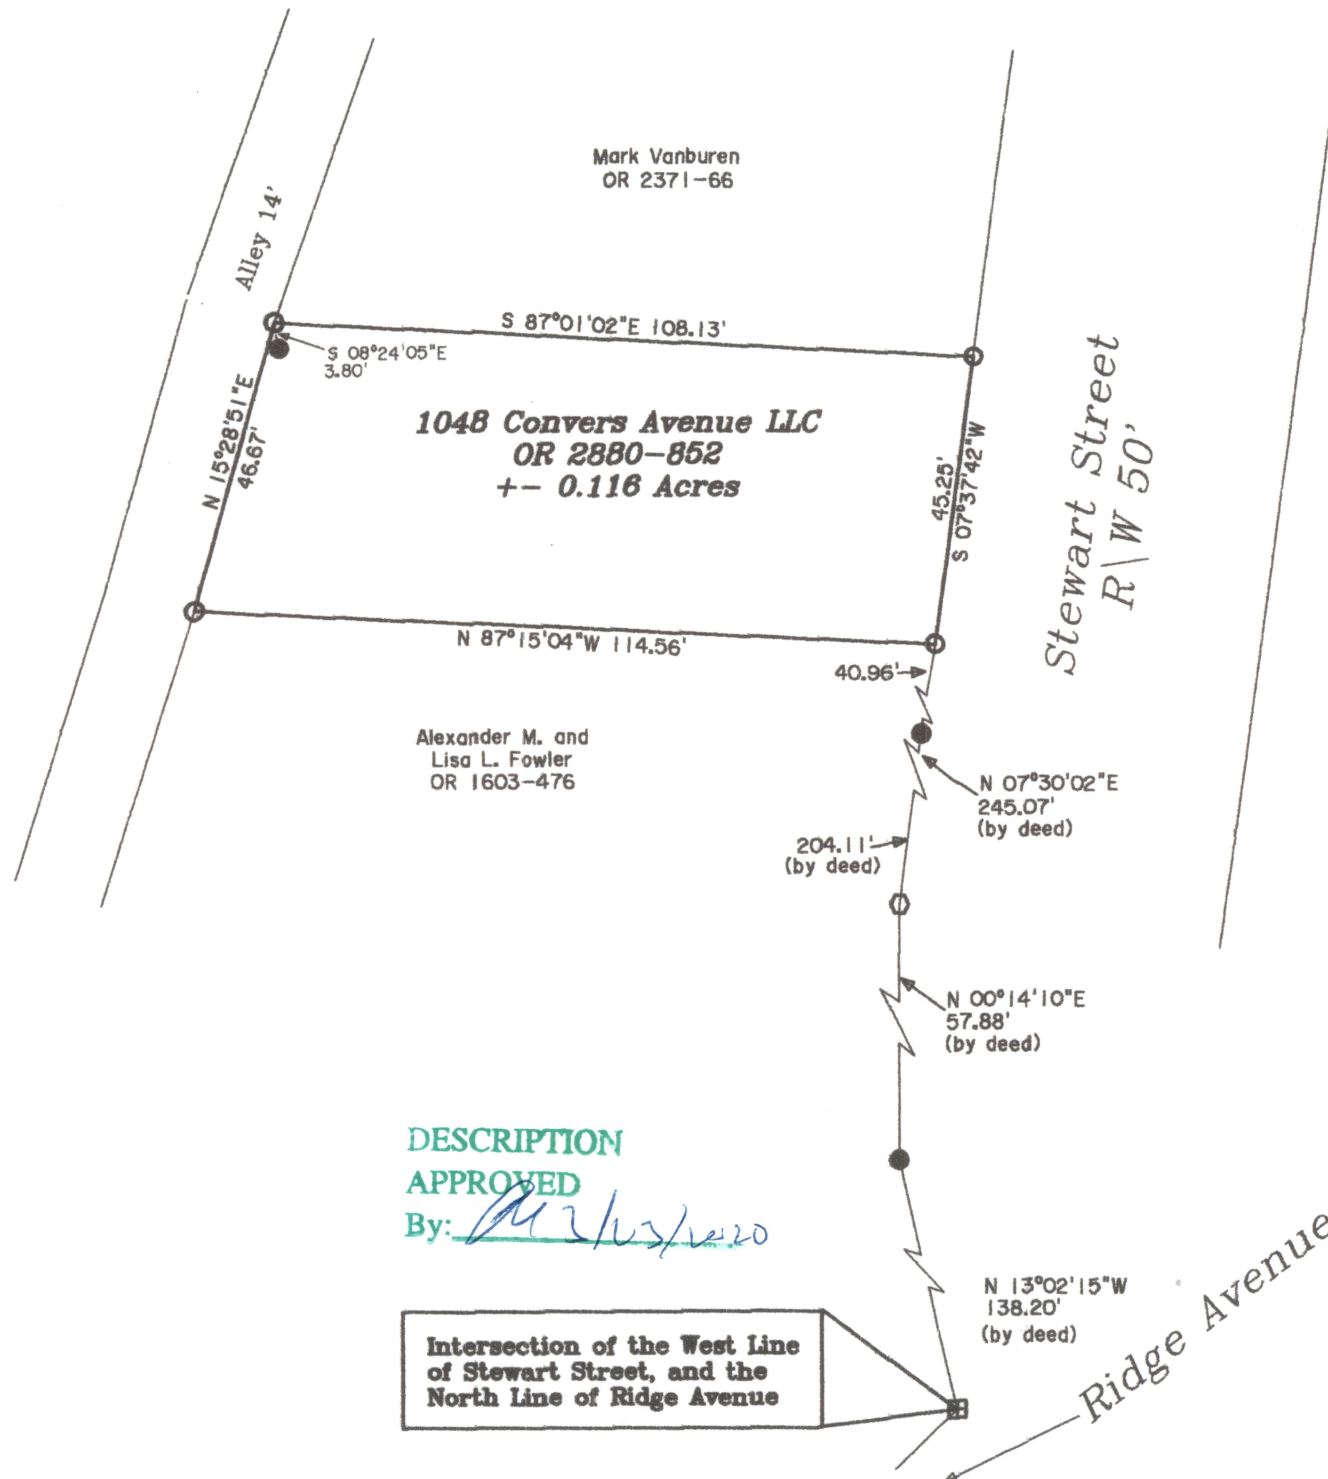 Mark Vanburen
OR 2371-66
Alley 14'
S 87°01'02"E 108.13'
S 08°24'05"E
3.80'
N 15°28'51"E
46.67'
1048 Convers Avenue LLC
OR 2880-852
+- 0.116 Acres
45.25'
S 07°37'42"W
Stewart Street
R\W 50'
N 87°15'04"W 114.56'
40.96'
Alexander M. and
Lisa L. Fowler
OR 1603-476
N 07°30'02"E
245.07'
(by deed)
204.11'
(by deed)
N 00°14'10"E
57.88'
(by deed)
DESCRIPTION
APPROVED
By: 3/23/2020
N 13°02'15"W
138.20'
(by deed)
Ridge Avenue
Intersection of the West Line
of Stewart Street, and the
North Line of Ridge Avenue